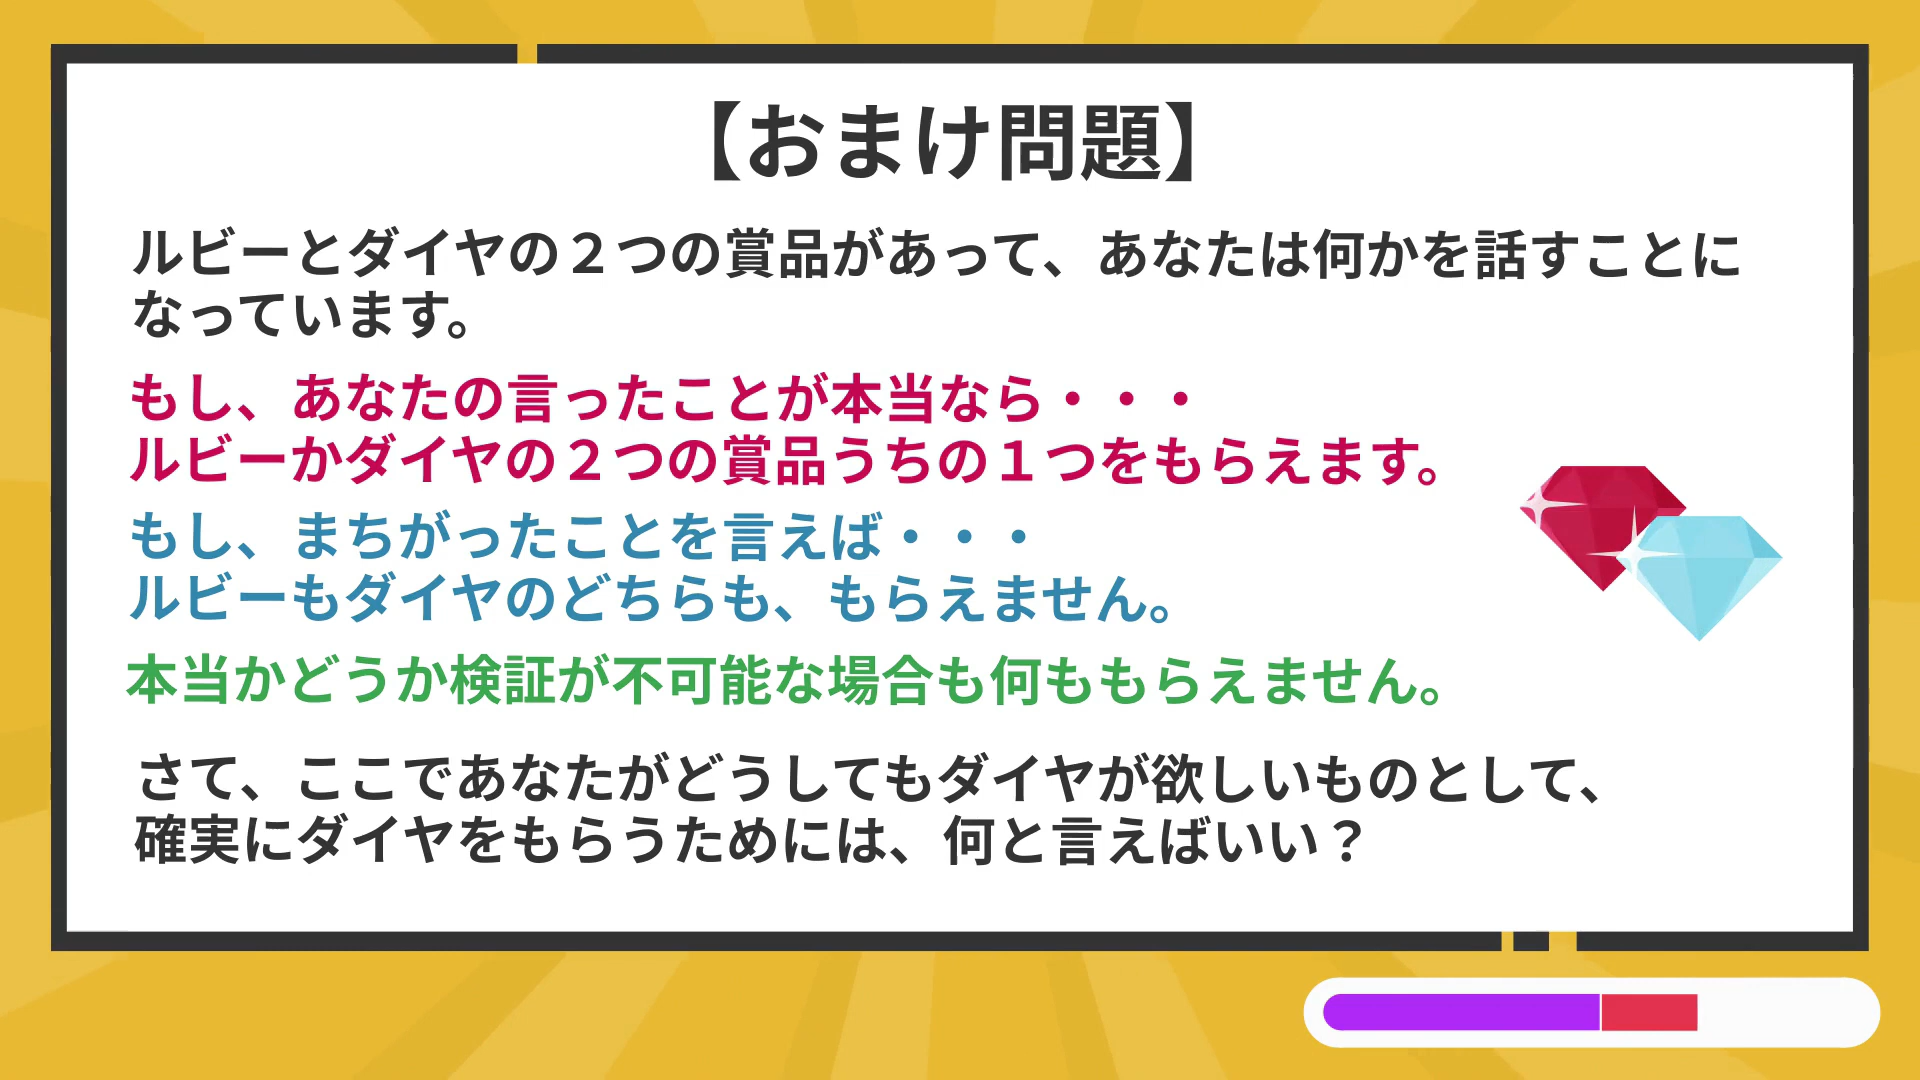 【おまけ問題】
ルビーとダイヤの２つの賞品があって、あなたは何かを話すことに
なっています。
もし、あなたの言ったことが本当なら・・・
ルビーかダイヤの２つの賞品うちの１つをもらえます。
もし、まちがったことを言えば・・・
ルビーもダイヤのどちらも、もらえません。
本当かどうか検証が不可能な場合も何ももらえません。
さて、ここであなたがどうしてもダイヤが欲しいものとして、
確実にダイヤをもらうためには、何と言えばいい？